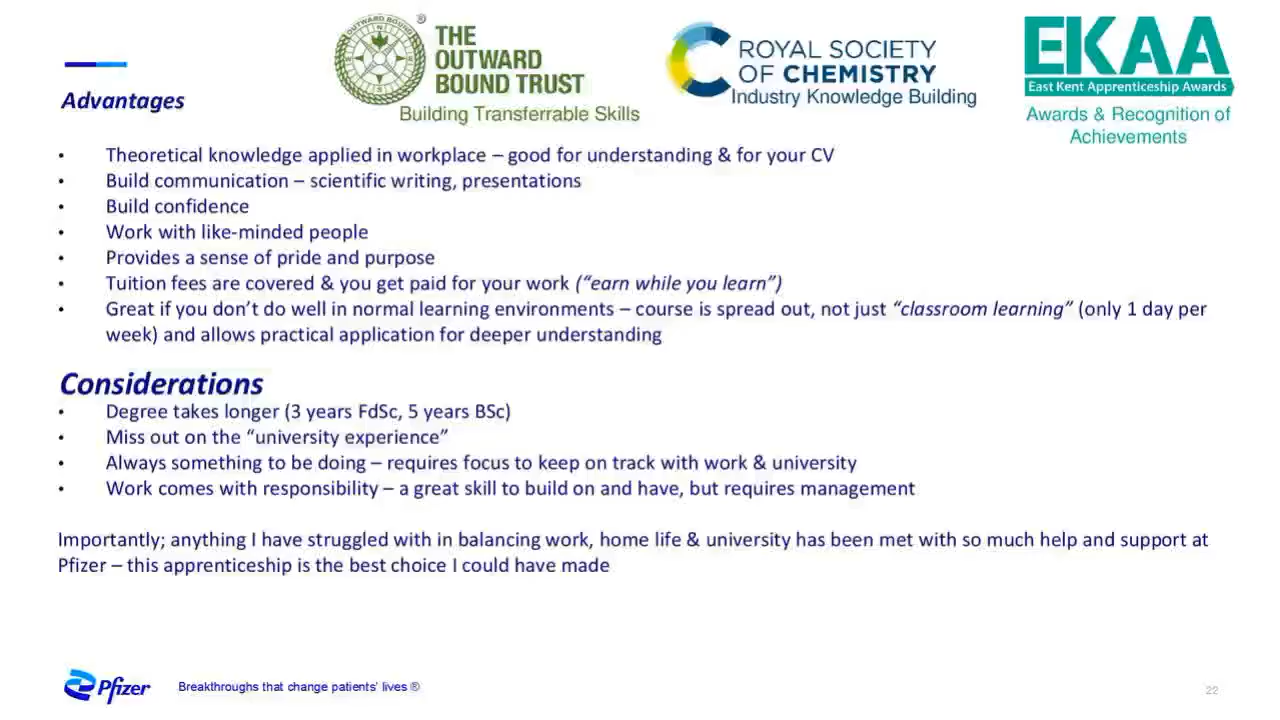 THE
OUTWARD
BOUND TRUST
®
OUTWARD BOUND
Building Transferrable Skills
ROYAL SOCIETY
OF CHEMISTRY
Industry Knowledge Building
EKAA
East Kent Apprenticeship Awards
Awards & Recognition of
Achievements
Advantages
• Theoretical knowledge applied in workplace – good for understanding & for your CV
• Build communication – scientific writing, presentations
• Build confidence
• Work with like-minded people
• Provides a sense of pride and purpose
• Tuition fees are covered & you get paid for your work (“earn while you learn”)
• Great if you don’t do well in normal learning environments – course is spread out, not just “classroom learning” (only 1 day per
week) and allows practical application for deeper understanding
Considerations
• Degree takes longer (3 years FdSc, 5 years BSc)
• Miss out on the “university experience”
• Always something to be doing – requires focus to keep on track with work & university
• Work comes with responsibility – a great skill to build on and have, but requires management
Importantly; anything I have struggled with in balancing work, home life & university has been met with so much help and support at
Pfizer – this apprenticeship is the best choice I could have made
Pfizer
Breakthroughs that change patients’ lives ®
22